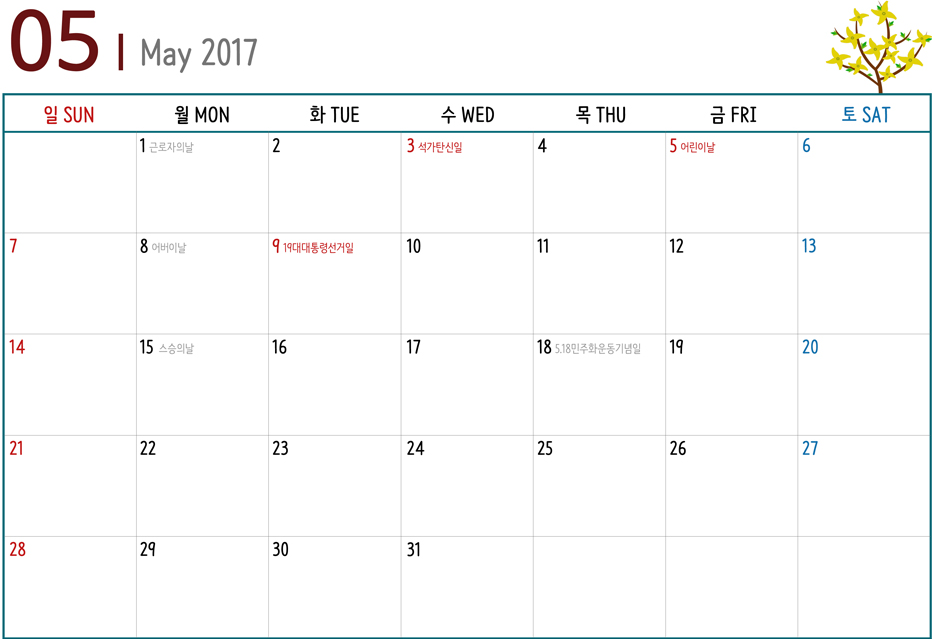 05 | May 2017
일 SUN 월 MON 화 TUE 수 WED 목 THU 금 FRI 토 SAT
1 근로자의날 2 3 석가탄신일 4 5 어린이날 6
7 8 어버이날 9 19대대통령선거일 10 11 12 13
14 15 스승의날 16 17 18 5.18민주화운동기념일 19 20
21 22 23 24 25 26 27
28 29 30 31